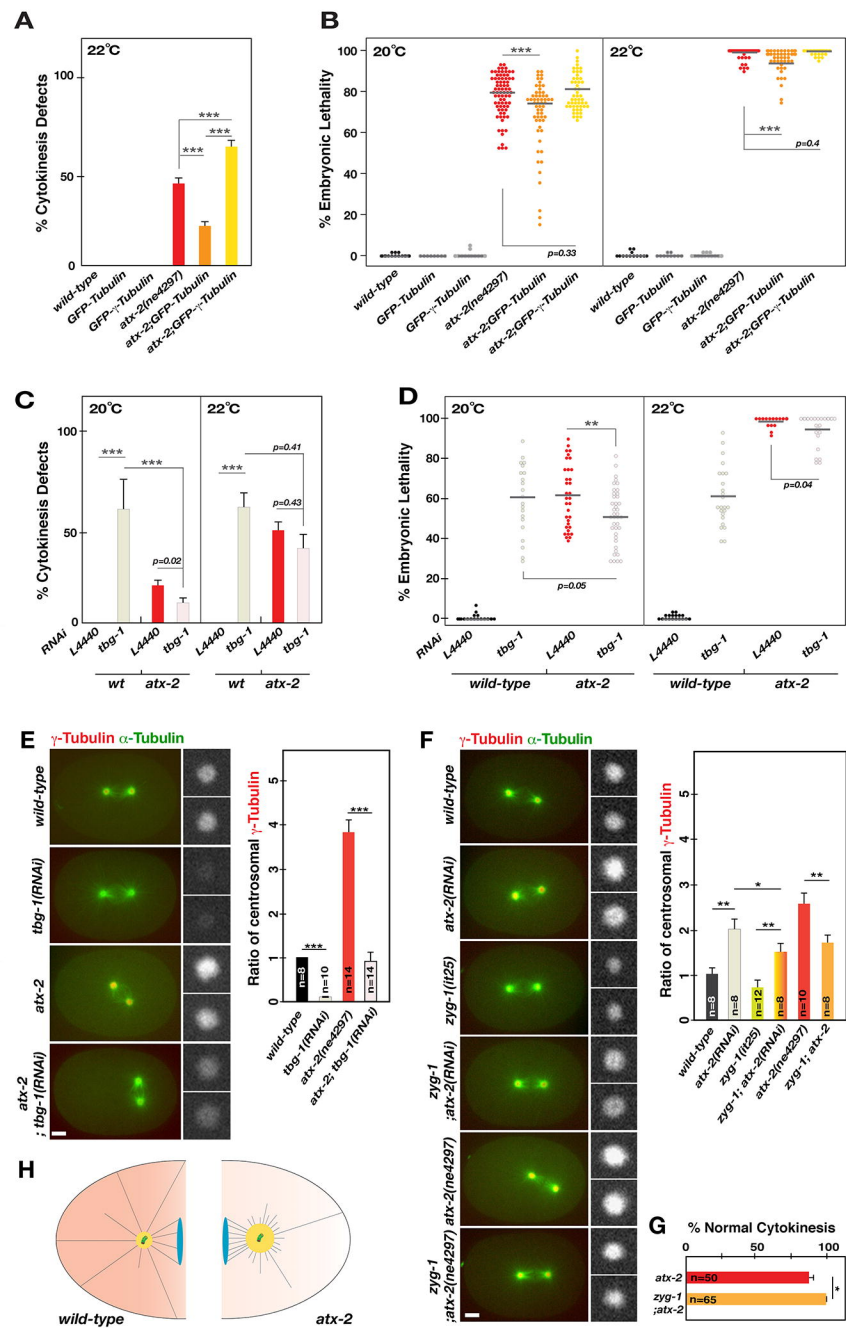 A
22°C
% Cytokinesis Defects
100
50
0
***
***
***
wild-type
GFP-Tubulin
GFP-γ-Tubulin
atx-2(ne4297)
atx-2;GFP-Tubulin
atx-2;GFP-γ-Tubulin
B
20°C
22°C
% Embryonic Lethality
100
80
60
40
20
0
***
p=0.33
***
p=0.4
wild-type
GFP-Tubulin
GFP-γ-Tubulin
atx-2(ne4297)
atx-2;GFP-Tubulin
atx-2;GFP-γ-Tubulin
wild-type
GFP-Tubulin
GFP-γ-Tubulin
atx-2(ne4297)
atx-2;GFP-Tubulin
atx-2;GFP-γ-Tubulin
C
20°C
22°C
% Cytokinesis Defects
100
50
0
***
***
p=0.02
***
p=0.41
p=0.43
RNAi
L4440
tbg-1
L4440
tbg-1
L4440
tbg-1
L4440
tbg-1
wt
atx-2
wt
atx-2
D
20°C
22°C
% Embryonic Lethality
100
80
60
40
20
0
**
p=0.05
p=0.04
RNAi
L4440
tbg-1
L4440
tbg-1
L4440
tbg-1
L4440
tbg-1
wild-type
atx-2
wild-type
atx-2
E
γ-Tubulin α-Tubulin
wild-type
tbg-1(RNAi)
atx-2
atx-2
; tbg-1(RNAi)
Ratio of centrosomal γ-Tubulin
5
4
3
2
1
0
***
***
n=8
n=10
n=14
n=14
wild-type
tbg-1(RNAi)
atx-2(ne4297)
atx-2; tbg-1(RNAi)
F
γ-Tubulin α-Tubulin
wild-type
atx-2(RNAi)
zyg-1(it25)
zyg-1
;atx-2(RNAi)
atx-2(ne4297)
zyg-1
;atx-2(ne4297)
Ratio of centrosomal γ-Tubulin
5
4
3
2
1
0
**
*
**
**
n=8
n=8
n=12
n=8
n=10
n=8
wild-type
atx-2(RNAi)
zyg-1(it25)
zyg-1; atx-2(RNAi)
atx-2(ne4297)
zyg-1; atx-2
G
% Normal Cytokinesis
0
50
100
atx-2
n=50
zyg-1
;atx-2
n=65
*
H
wild-type
atx-2